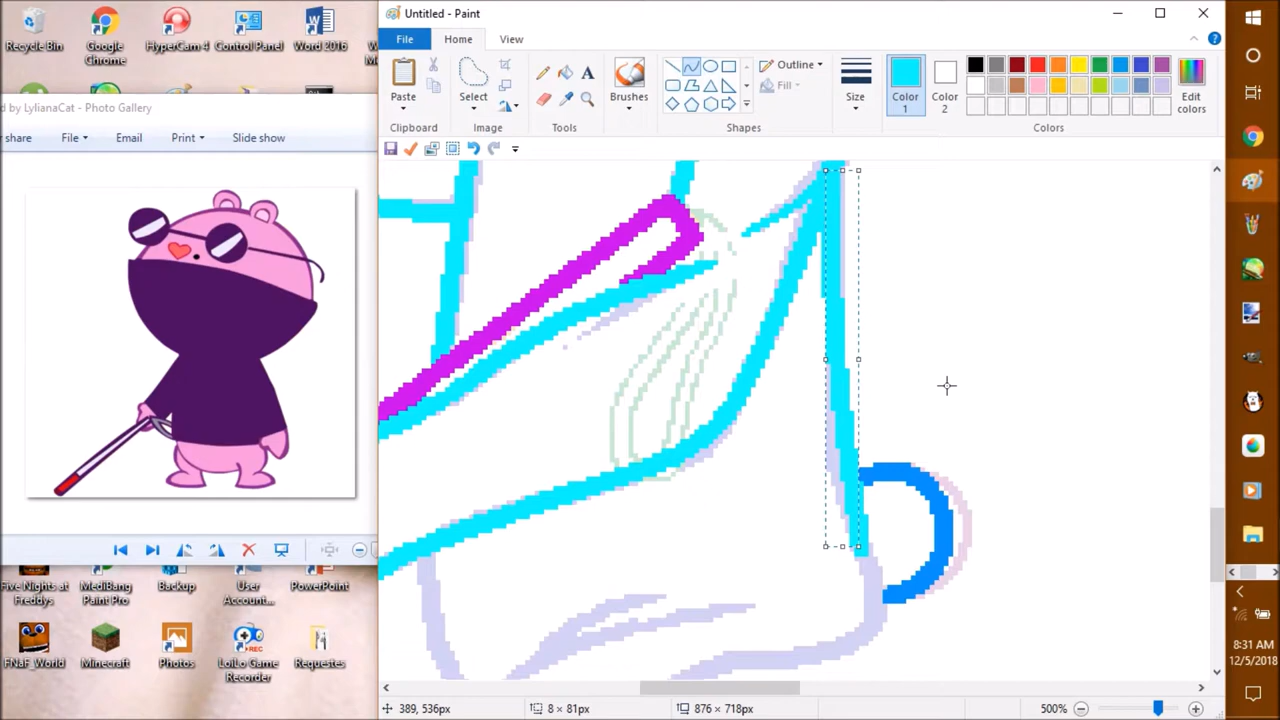 Recycle Bin
Google Chrome
HyperCam 4
Control Panel
Word 2016
d by LylianaCat - Photo Gallery
share
File
Email
Print
Slide show
Five Nights at Freddys
MediBang Paint Pro
Backup
User Account...
PowerPoint
FNaF_World
Minecraft
Photos
LoiLo Game Recorder
Requestes
Untitled - Paint
File
Home
View
Paste
Select
Brushes
Outline
Fill
Size
Color 1
Color 2
Edit colors
Clipboard
Image
Tools
Shapes
Colors
389, 536px
8 × 81px
876 × 718px
500%
8:31 AM
12/5/2018